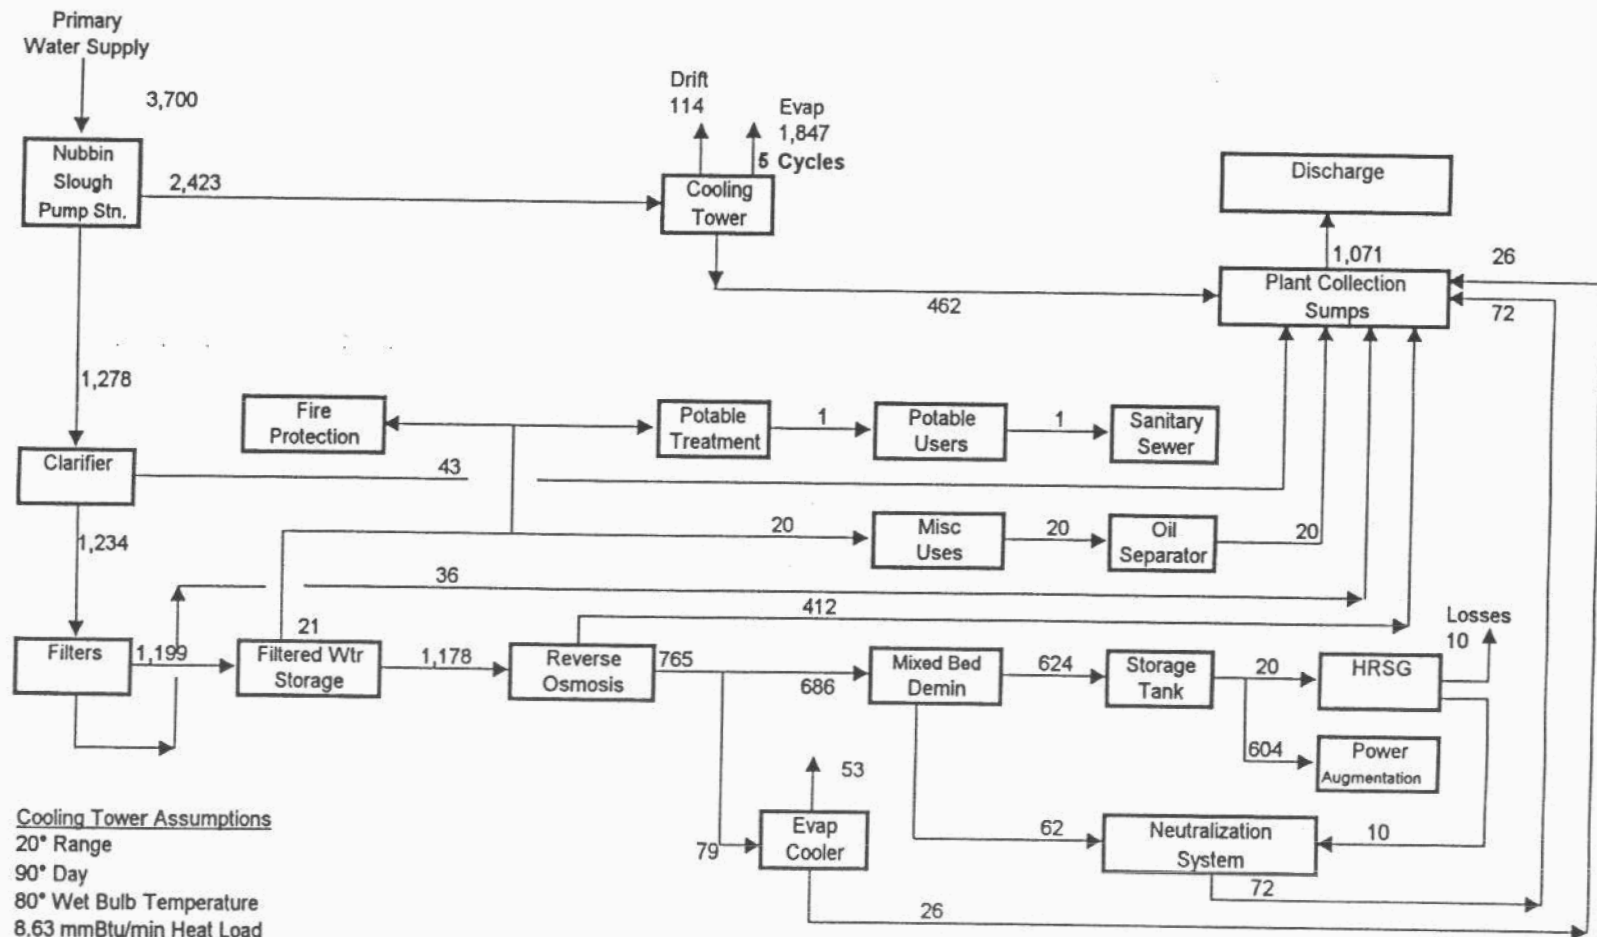 Primary
Water Supply
3,700
Nubbin
Slough
Pump Stn.
2,423
Drift
114
Evap
1,847
5 Cycles
Cooling
Tower
462
Discharge
1,071
Plant Collection
Sumps
26
72
1,278
Clarifier
43
Fire
Protection
Potable
Treatment
1
Potable
Users
1
Sanitary
Sewer
20
Misc
Uses
20
Oil
Separator
20
1,234
36
412
Filters
1,199
21
Filtered Wtr
Storage
1,178
Reverse
Osmosis
765
686
Mixed Bed
Demin
624
Storage
Tank
20
HRSG
Losses
10
604
Power
Augmentation
53
79
Evap
Cooler
62
Neutralization
System
10
72
26
Cooling Tower Assumptions
20° Range
90° Day
80° Wet Bulb Temperature
8.63 mmBtu/min Heat Load